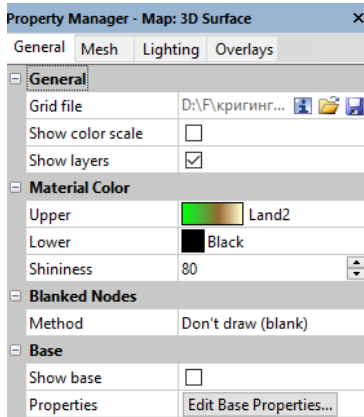 Property Manager - Map: 3D Surface
General Mesh Lighting Overlays
General
Grid file D:\F\кригинг...
Show color scale
Show layers
Material Color
Upper Land2
Lower Black
Shininess 80
Blanked Nodes
Method Don't draw (blank)
Base
Show base
Properties Edit Base Properties...